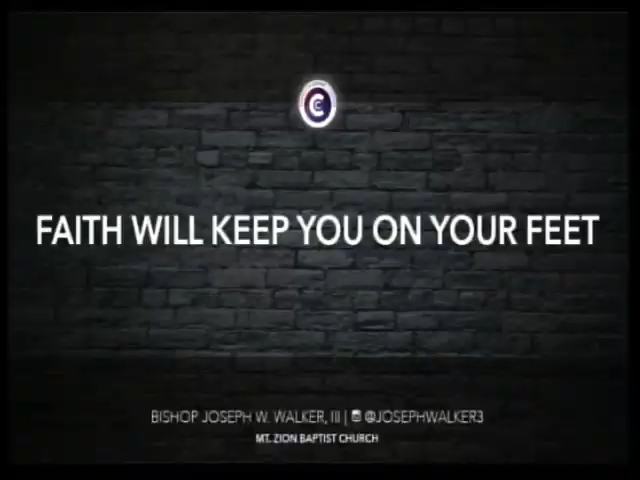 FAITH WILL KEEP YOU ON YOUR FEET
BISHOP JOSEPH W. WALKER, III | @JOSEPHWALKER3
MT. ZION BAPTIST CHURCH